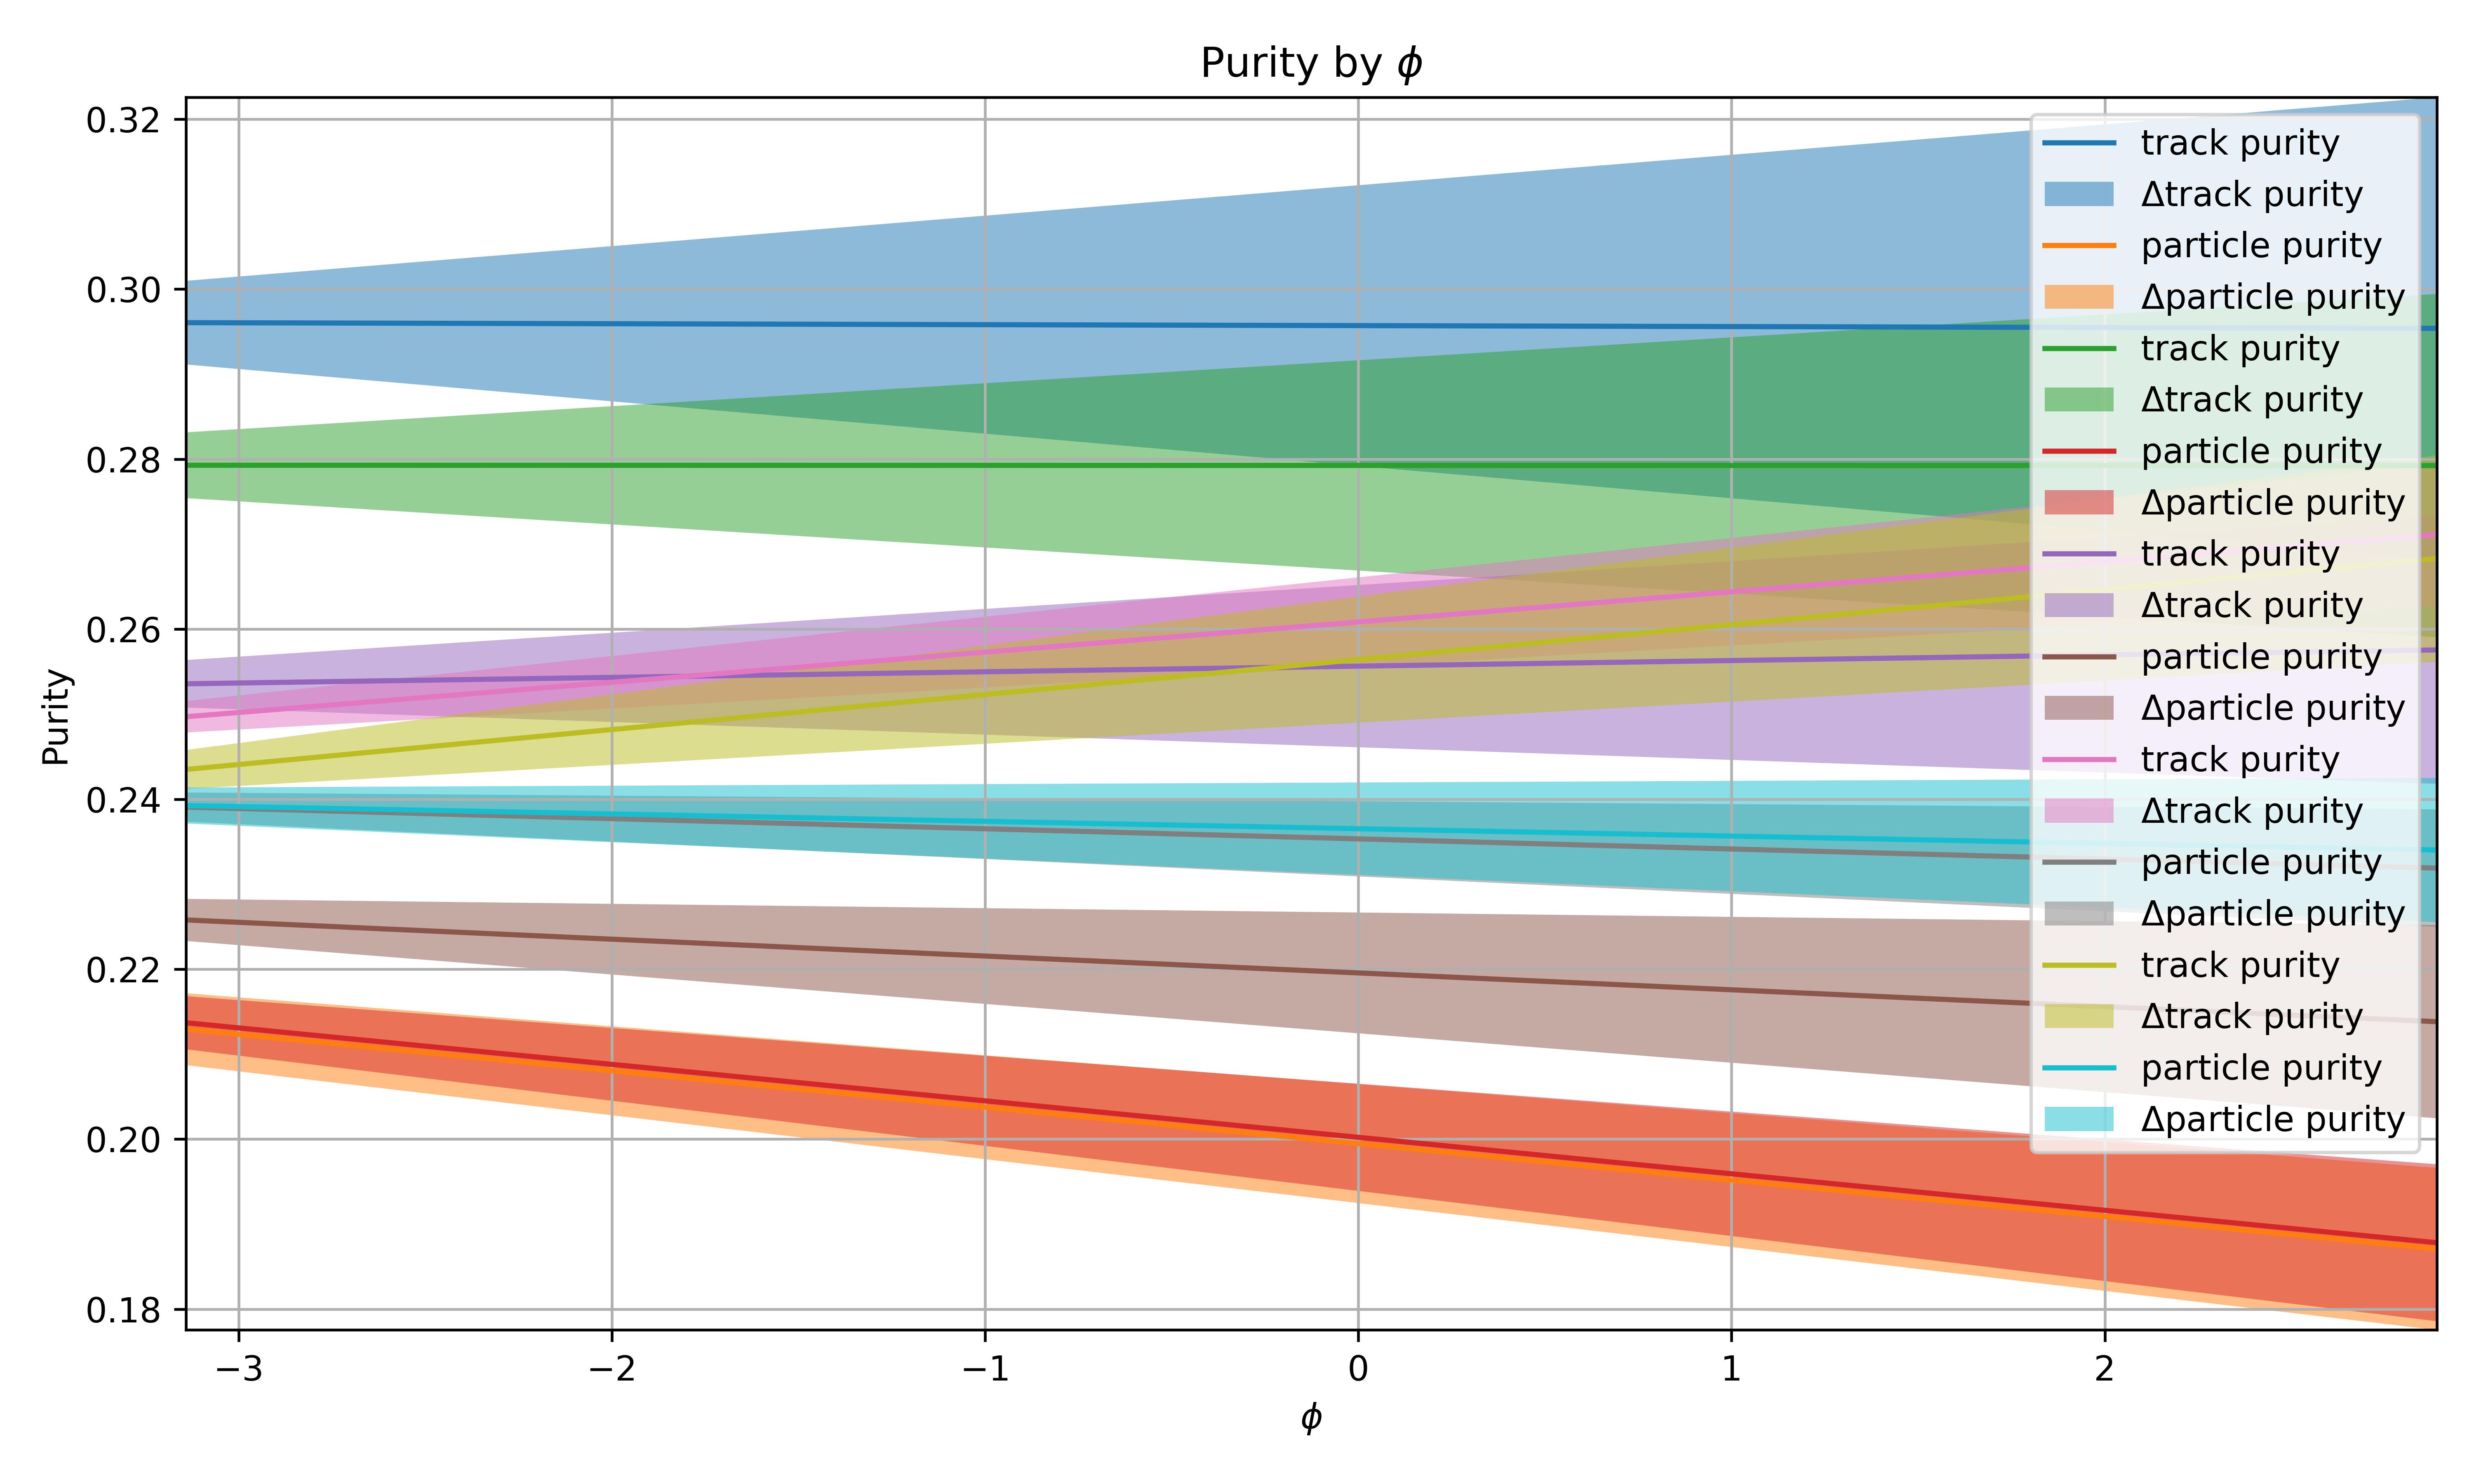 Purity by ϕ
0.32
0.30
0.28
0.26
0.24
0.22
0.20
0.18
Purity
−3
−2
−1
0
1
2
ϕ
track purity
Δtrack purity
particle purity
Δparticle purity
track purity
Δtrack purity
particle purity
Δparticle purity
track purity
Δtrack purity
particle purity
Δparticle purity
track purity
Δtrack purity
particle purity
Δparticle purity
track purity
Δtrack purity
particle purity
Δparticle purity